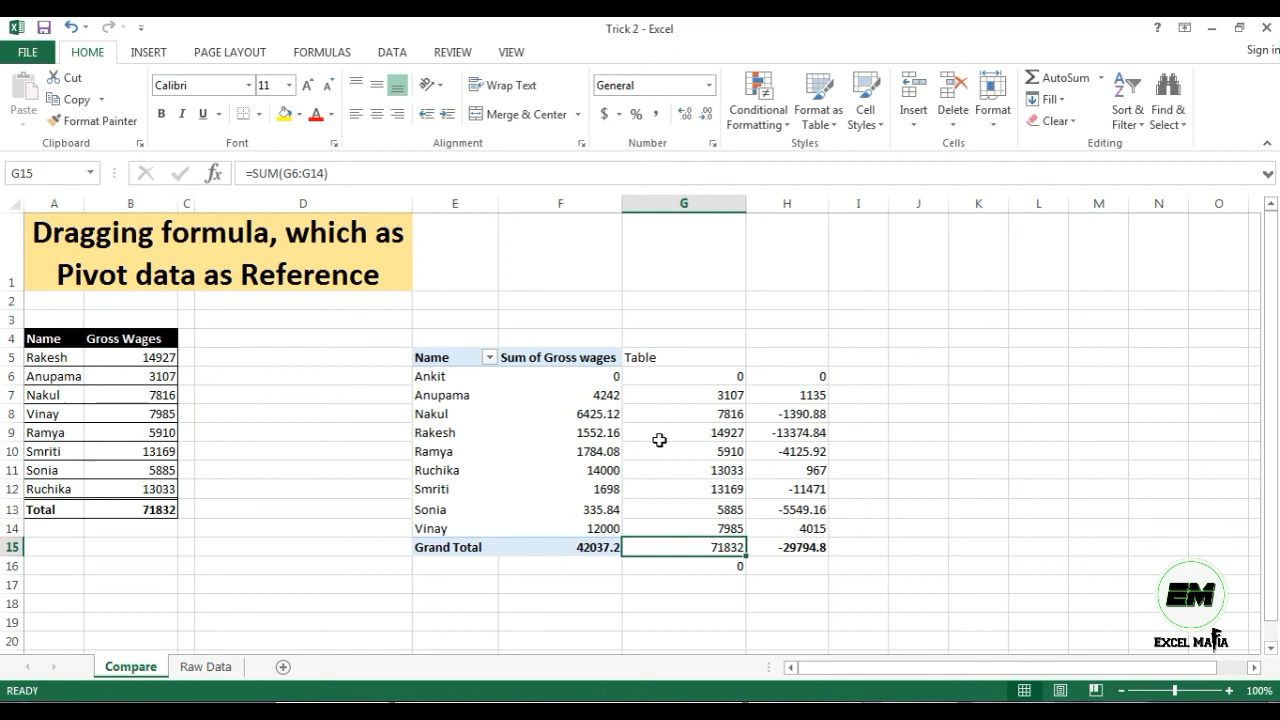 Trick 2 - Excel
?
Sign in
FILE HOME INSERT PAGE LAYOUT FORMULAS DATA REVIEW VIEW
Paste
Cut
Copy
Format Painter
Clipboard
Calibri 11
B I U
Font
Wrap Text
Merge & Center
Alignment
General
$ % ,
Number
Conditional Formatting
Format as Table
Cell Styles
Styles
Insert
Delete
Format
Cells
AutoSum
Fill
Clear
Sort & Filter
Find & Select
Editing
G15 fx =SUM(G6:G14)
A B C D E F G H I J K L M N O
1 Dragging formula, which as
Pivot data as Reference
2
3
4 Name Gross Wages
5 Rakesh 14927 Name Sum of Gross wages Table
6 Anupama 3107 Ankit 0 0 0
7 Nakul 7816 Anupama 4242 3107 1135
8 Vinay 7985 Nakul 6425.12 7816 -1390.88
9 Ramya 5910 Rakesh 1552.16 14927 -13374.84
10 Smriti 13169 Ramya 1784.08 5910 -4125.92
11 Sonia 5885 Ruchika 14000 13033 967
12 Ruchika 13033 Smriti 1698 13169 -11471
13 Total 71832 Sonia 335.84 5885 -5549.16
14 Vinay 12000 7985 4015
15 Grand Total 42037.2 71832 -29794.8
16 0
17
18
19
20
EM
EXCEL MAFIA
Compare Raw Data
READY 100%